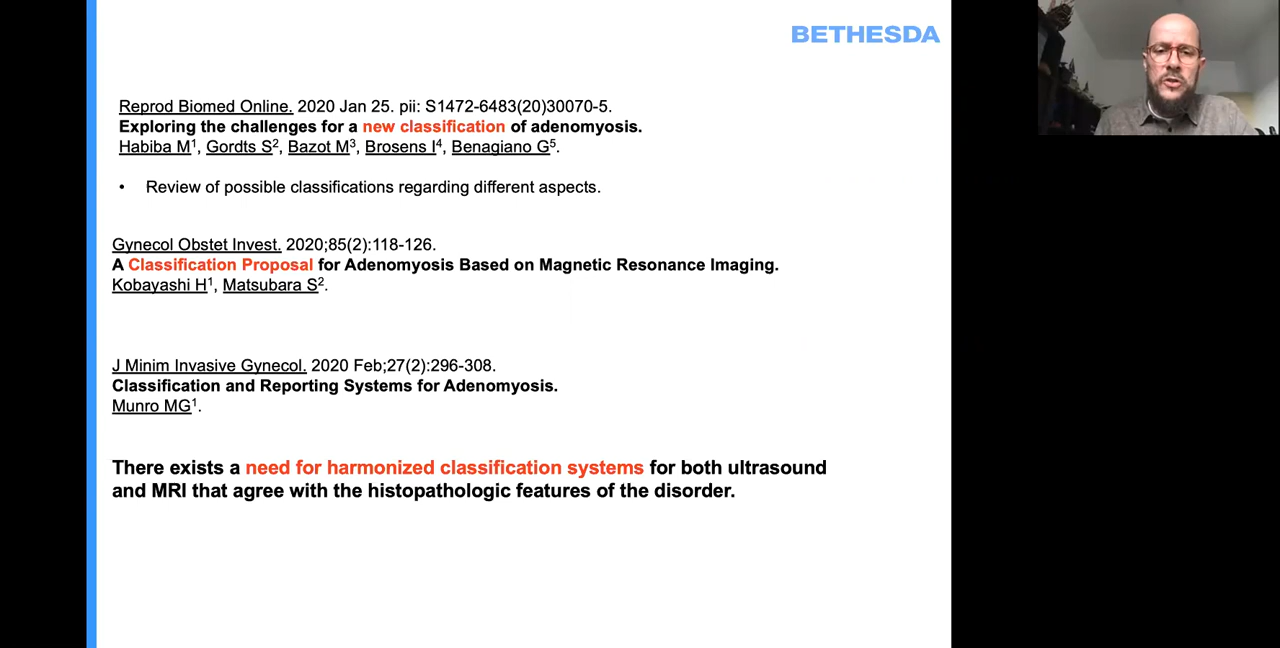 BETHESDA
Reprod Biomed Online. 2020 Jan 25. pii: S1472-6483(20)30070-5.
Exploring the challenges for a new classification of adenomyosis.
Habiba M1, Gordts S2, Bazot M3, Brosens I4, Benagiano G5.
• Review of possible classifications regarding different aspects.
Gynecol Obstet Invest. 2020;85(2):118-126.
A Classification Proposal for Adenomyosis Based on Magnetic Resonance Imaging.
Kobayashi H1, Matsubara S2.
J Minim Invasive Gynecol. 2020 Feb;27(2):296-308.
Classification and Reporting Systems for Adenomyosis.
Munro MG1.
There exists a need for harmonized classification systems for both ultrasound
and MRI that agree with the histopathologic features of the disorder.